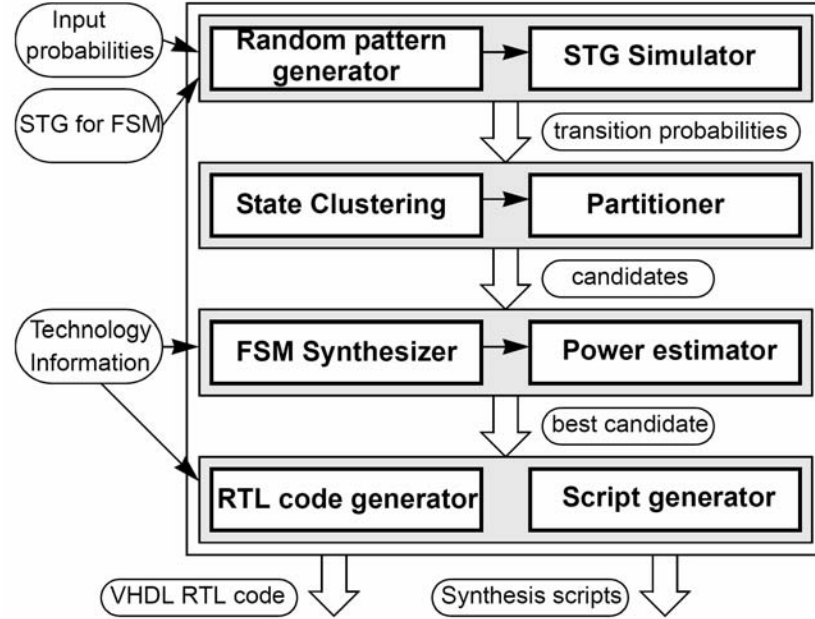 Input
probabilities
Random pattern
generator
STG Simulator
STG for FSM
transition probabilities
State Clustering
Partitioner
candidates
Technology
Information
FSM Synthesizer
Power estimator
best candidate
RTL code generator
Script generator
VHDL RTL code
Synthesis scripts